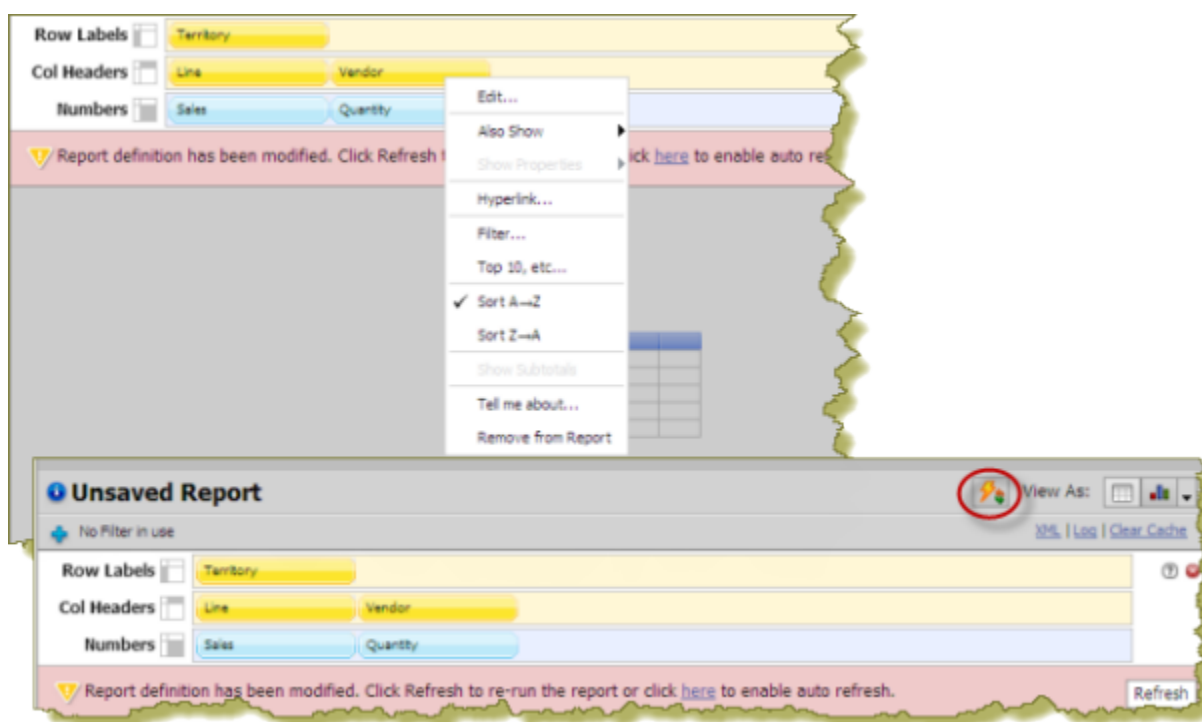 Row Labels Territory
Col Headers Line Vendor
Numbers Sales Quantity
Edit...
Also Show
Report definition has been modified. Click Refresh t ick here to enable auto re
Show Properties
Hyperlink...
Filter...
Top 10, etc...
✓ Sort A→Z
Sort Z→A
Show Subtotals
Tell me about...
Remove from Report
Unsaved Report View As:
No Filter in use XML | Log | Clear Cache
Row Labels Territory
Col Headers Line Vendor
Numbers Sales Quantity
Report definition has been modified. Click Refresh to re-run the report or click here to enable auto refresh. Refresh